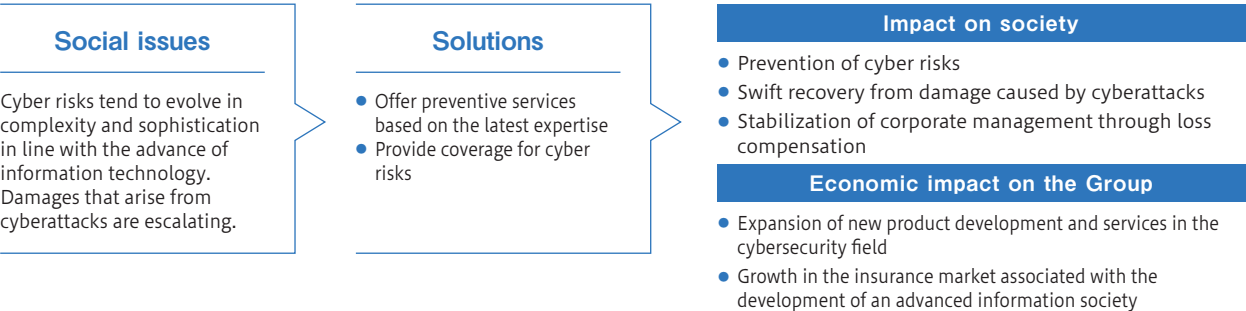 Social issues
Cyber risks tend to evolve in
complexity and sophistication
in line with the advance of
information technology.
Damages that arise from
cyberattacks are escalating.
Solutions
● Offer preventive services
based on the latest expertise
● Provide coverage for cyber
risks
Impact on society
● Prevention of cyber risks
● Swift recovery from damage caused by cyberattacks
● Stabilization of corporate management through loss
compensation
Economic impact on the Group
● Expansion of new product development and services in the
cybersecurity field
● Growth in the insurance market associated with the
development of an advanced information society